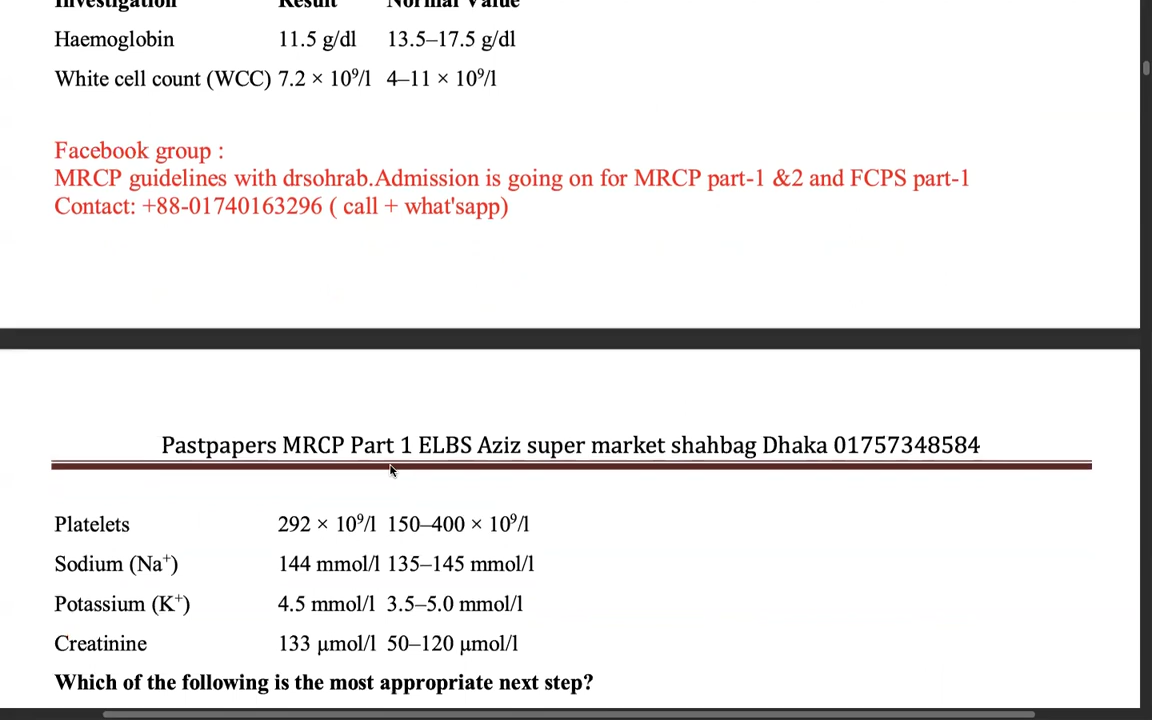 Investigation Result Normal Value
Haemoglobin 11.5 g/dl 13.5–17.5 g/dl
White cell count (WCC) 7.2 × 10⁹/l 4–11 × 10⁹/l
Facebook group :
MRCP guidelines with drsohrab.Admission is going on for MRCP part-1 &2 and FCPS part-1
Contact: +88-01740163296 ( call + what'sapp)
Pastpapers MRCP Part 1 ELBS Aziz super market shahbag Dhaka 01757348584
Platelets 292 × 10⁹/l 150–400 × 10⁹/l
Sodium (Na⁺) 144 mmol/l 135–145 mmol/l
Potassium (K⁺) 4.5 mmol/l 3.5–5.0 mmol/l
Creatinine 133 µmol/l 50–120 µmol/l
Which of the following is the most appropriate next step?